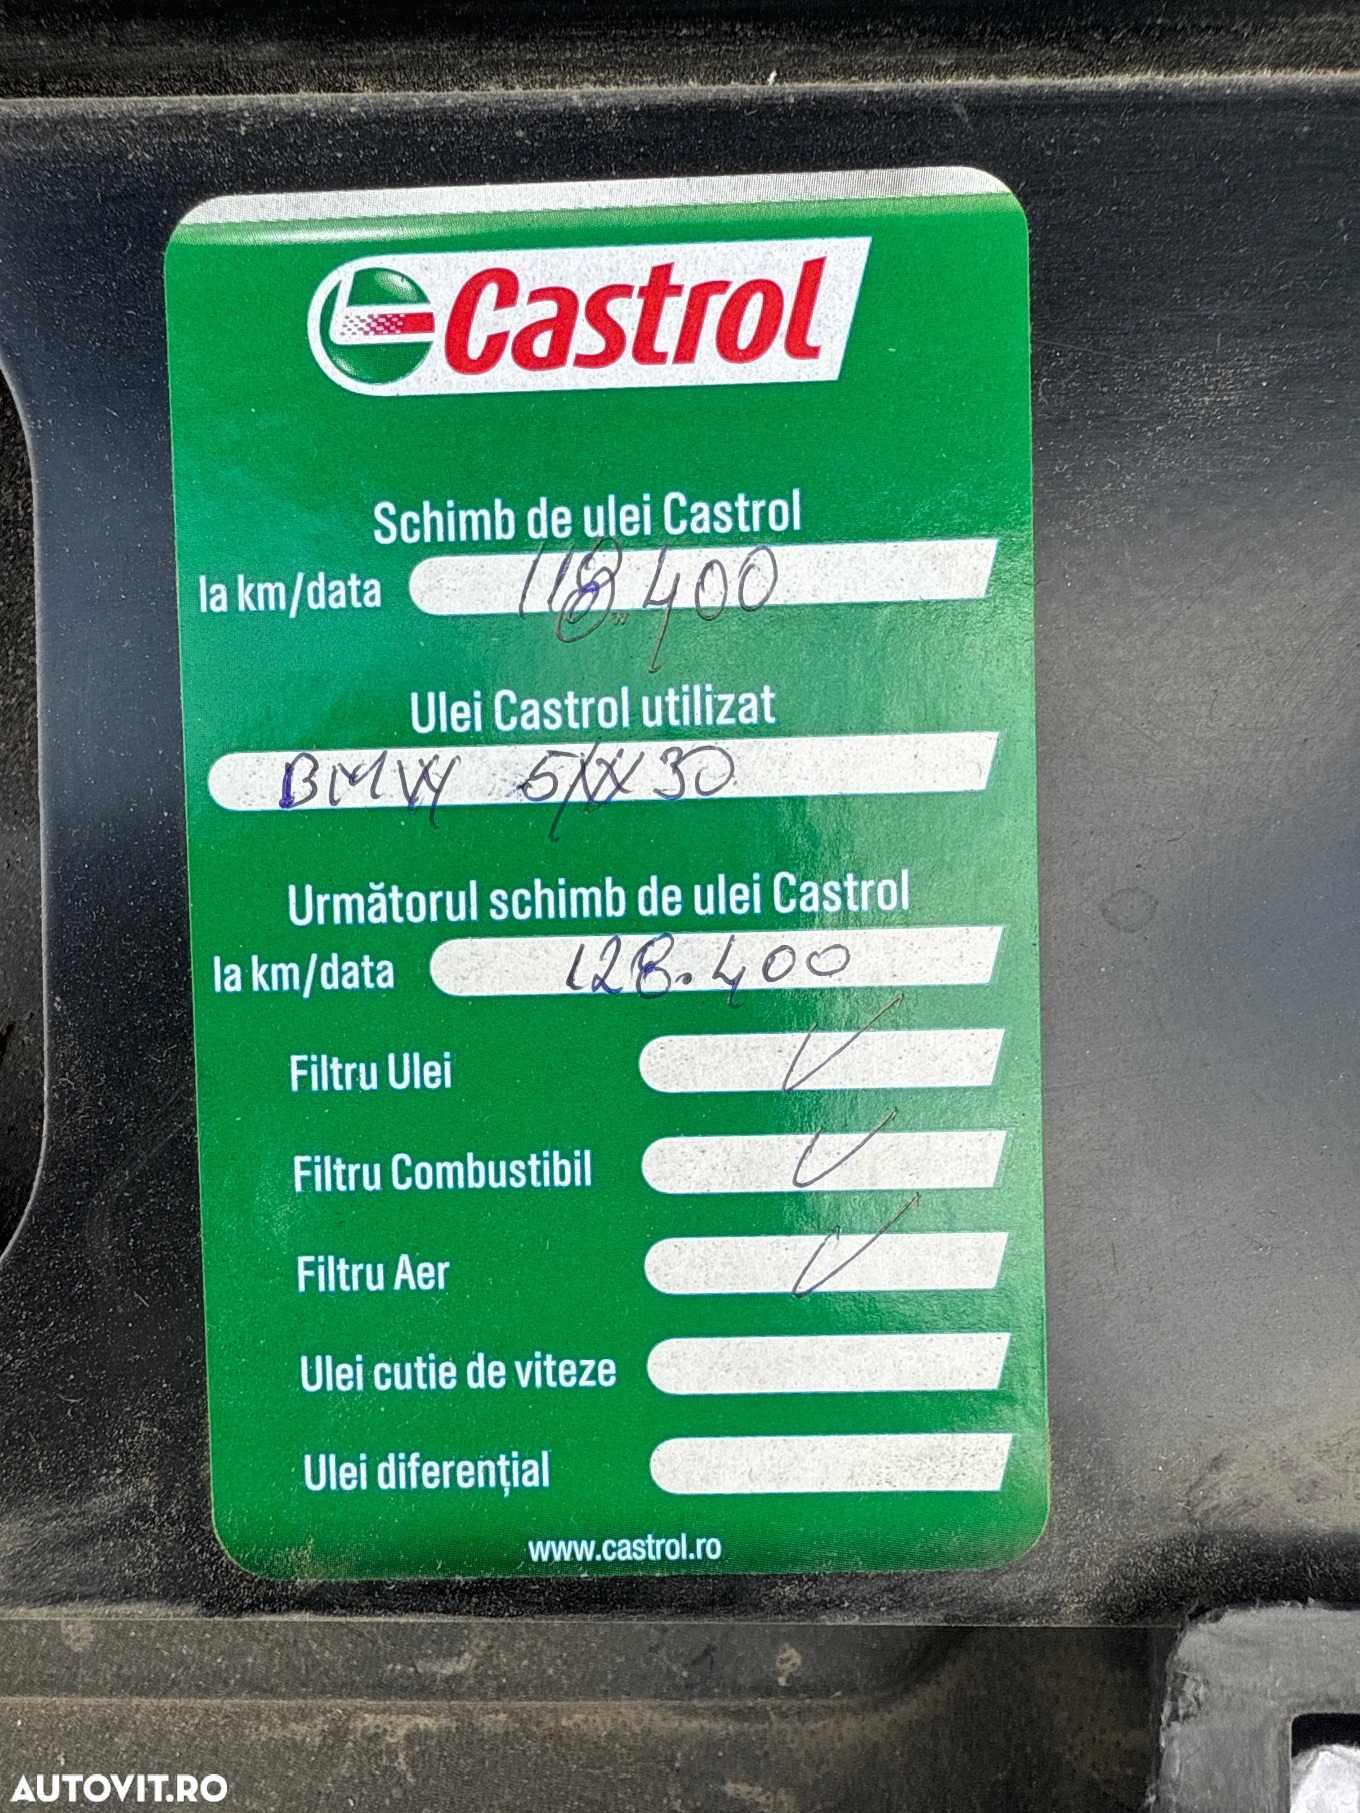 Castrol
Schimb de ulei Castrol
la km/data 118.400
Ulei Castrol utilizat
BMW 5W30
Următorul schimb de ulei Castrol
la km/data 128.400
Filtru Ulei ✓
Filtru Combustibil ✓
Filtru Aer ✓
Ulei cutie de viteze
Ulei diferențial
www.castrol.ro
AUTOVIT.RO